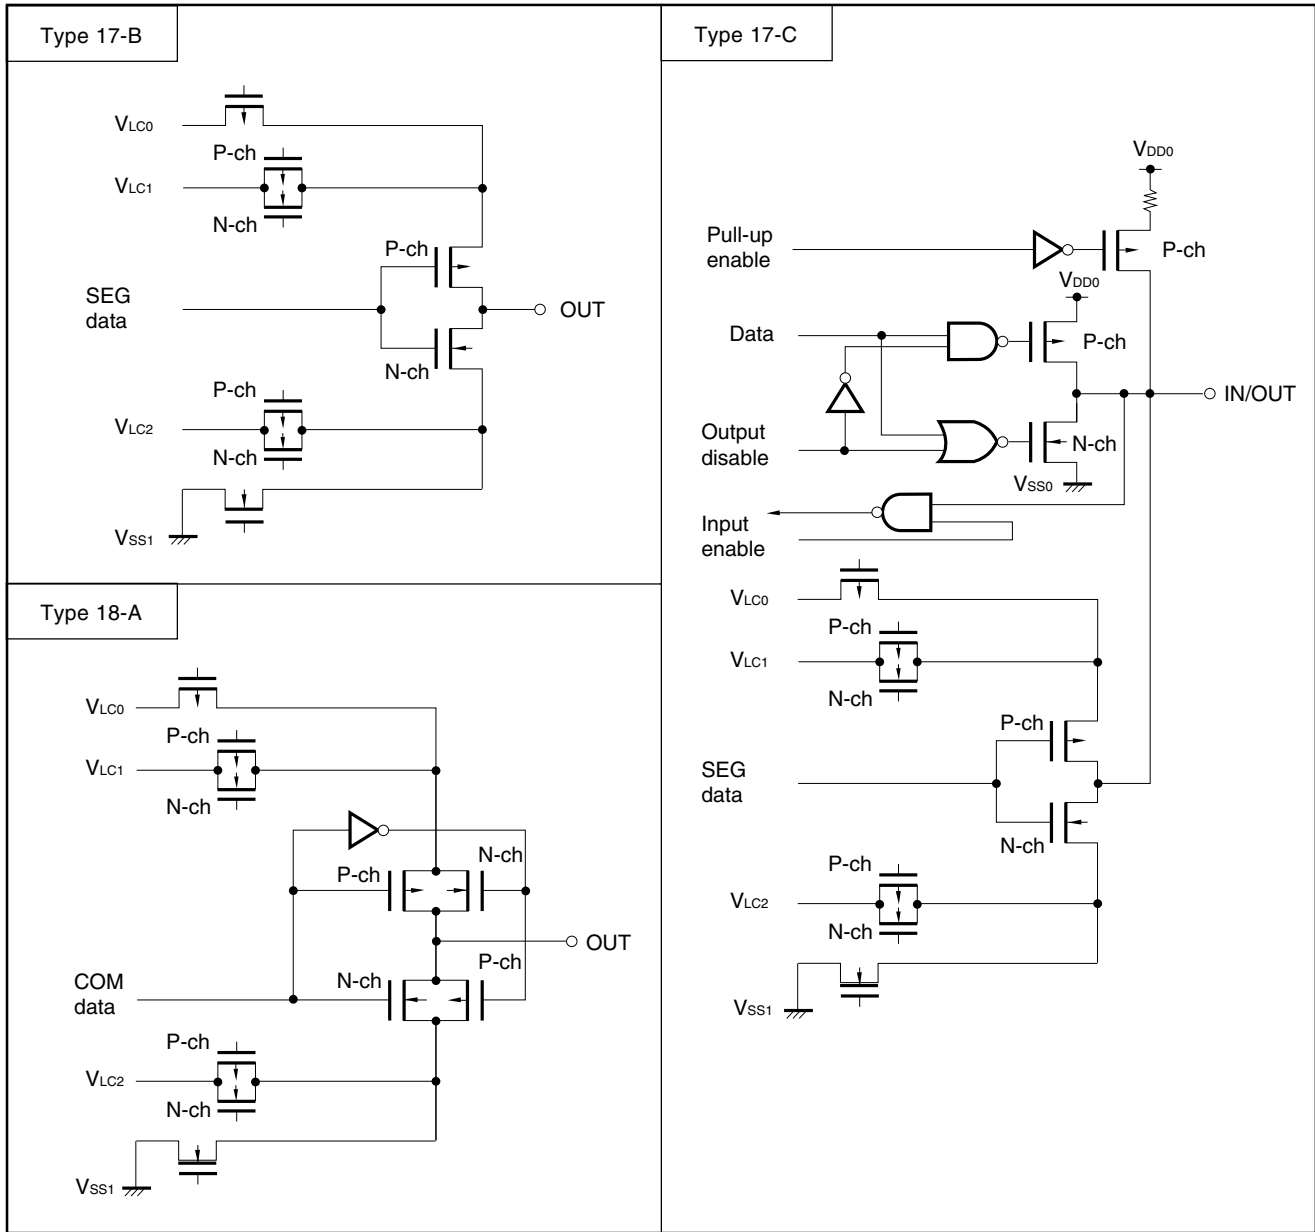 Type 17-B
VLC0
P-ch
VLC1
N-ch
P-ch
SEG
data
OUT
N-ch
P-ch
VLC2
N-ch
VSS1
Type 18-A
VLC0
P-ch
VLC1
N-ch
N-ch
P-ch
OUT
P-ch
N-ch
COM
data
P-ch
VLC2
N-ch
VSS1
Type 17-C
VDD0
Pull-up
enable
P-ch
VDD0
Data
P-ch
IN/OUT
Output
disable
N-ch
VSS0
Input
enable
VLC0
P-ch
VLC1
N-ch
P-ch
SEG
data
N-ch
P-ch
VLC2
N-ch
VSS1